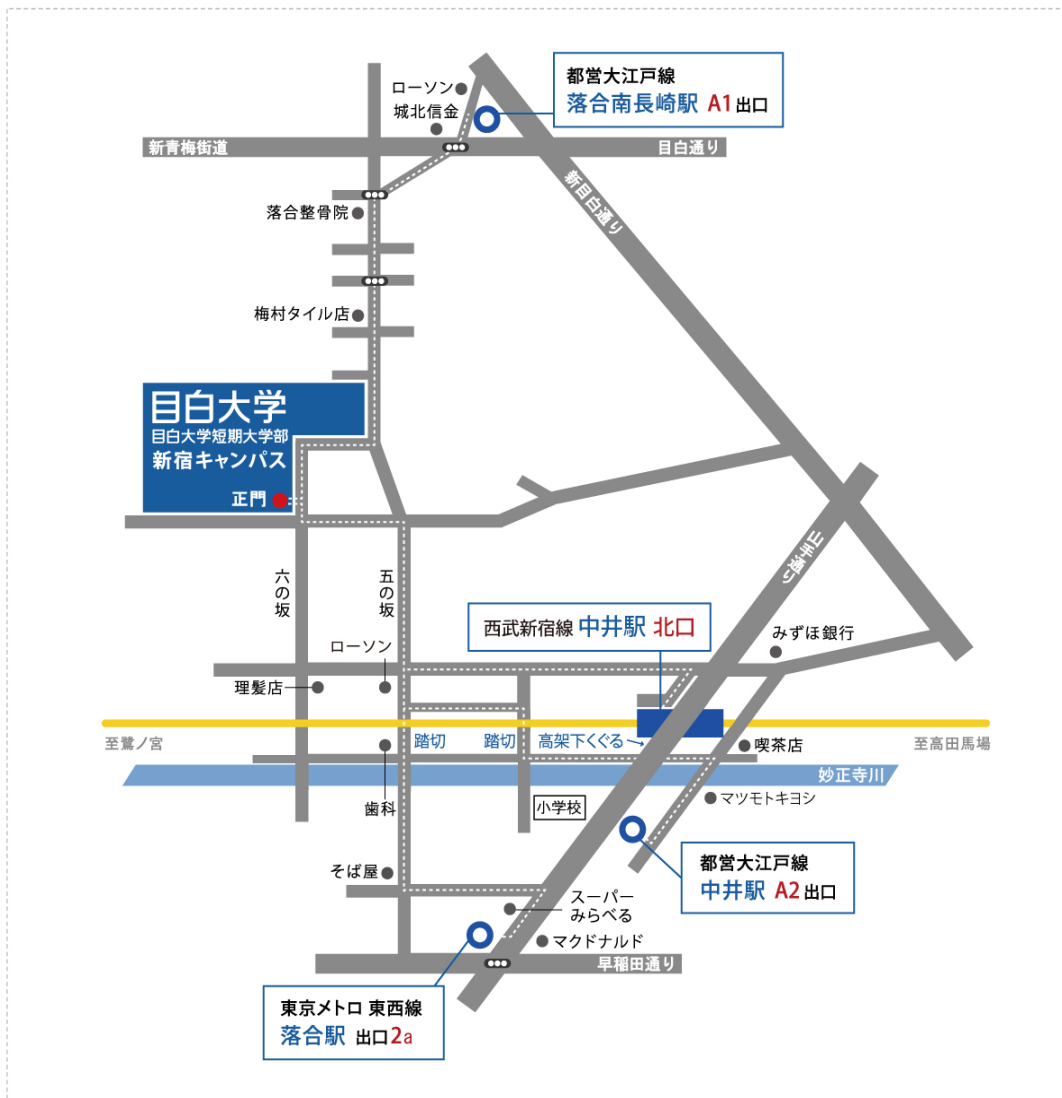 都営大江戸線
落合南長崎駅 A1 出口
ローソン
城北信金
新青梅街道
目白通り
新目白通り
落合整骨院
梅村タイル店
目白大学
目白大学短期大学部
新宿キャンパス
正門
山手通り
六の坂
五の坂
西武新宿線 中井駅 北口
みずほ銀行
ローソン
理髪店
至鷺ノ宮
踏切
踏切
高架下くぐる
喫茶店
至高田馬場
妙正寺川
歯科
小学校
マツモトキヨシ
都営大江戸線
中井駅 A2 出口
そば屋
スーパー
みらべる
マクドナルド
早稲田通り
東京メトロ 東西線
落合駅 出口2a